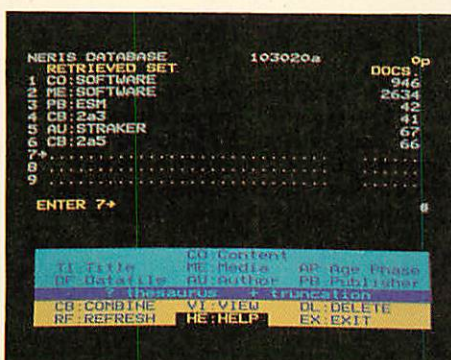 NERIS DATABASE 103020a 0p
RETRIEVED SET DOCS.
1 CO:SOFTWARE 946
2 ME:SOFTWARE 2634
3 PB:ESM 42
4 CB:2a3 41
5 AU:STRAKER 67
6 CB:2a5 66
7→ .................................. ......
8 .................................. ......
9 .................................. ......
ENTER 7→
CO:Content
TI:Title ME:Media AP:Age Phase
DF:Datafile AU:Author PB:Publisher
thesaurus truncation
CB:COMBINE VI:VIEW DL:DELETE
RF:REFRESH HE:HELP EX:EXIT